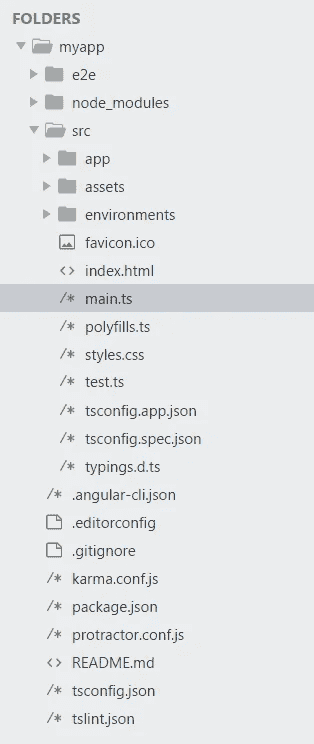 FOLDERS
myapp
e2e
node_modules
src
app
assets
environments
favicon.ico
index.html
main.ts
polyfills.ts
styles.css
test.ts
tsconfig.app.json
tsconfig.spec.json
typings.d.ts
.angular-cli.json
.editorconfig
.gitignore
karma.conf.js
package.json
protractor.conf.js
README.md
tsconfig.json
tslint.json